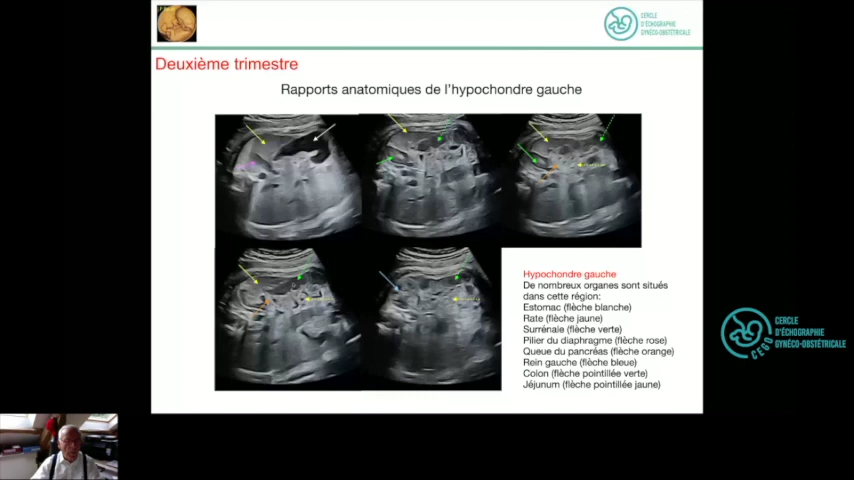 CERCLE
D'ÉCHOGRAPHIE
GYNÉCO-OBSTÉTRICALE
Deuxième trimestre
Rapports anatomiques de l'hypochondre gauche
Hypochondre gauche
De nombreux organes sont situés
dans cette région:
Estomac (flèche blanche)
Rate (flèche jaune)
Surrénale (flèche verte)
Pilier du diaphragme (flèche rose)
Queue du pancréas (flèche orange)
Rein gauche (flèche bleue)
Colon (flèche pointillée verte)
Jéjunum (flèche pointillée jaune)
CERCLE
D'ÉCHOGRAPHIE
GYNÉCO-OBSTÉTRICALE
CEGO